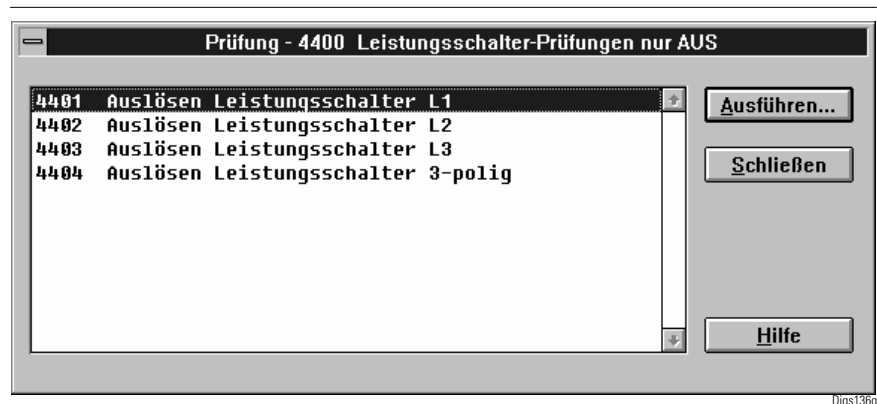 Prüfung - 4400 Leistungsschalter-Prüfungen nur AUS
4401 Auslösen Leistungsschalter L1
4402 Auslösen Leistungsschalter L2
4403 Auslösen Leistungsschalter L3
4404 Auslösen Leistungsschalter 3-polig
Ausführen...
Schließen
Hilfe
Digs136g